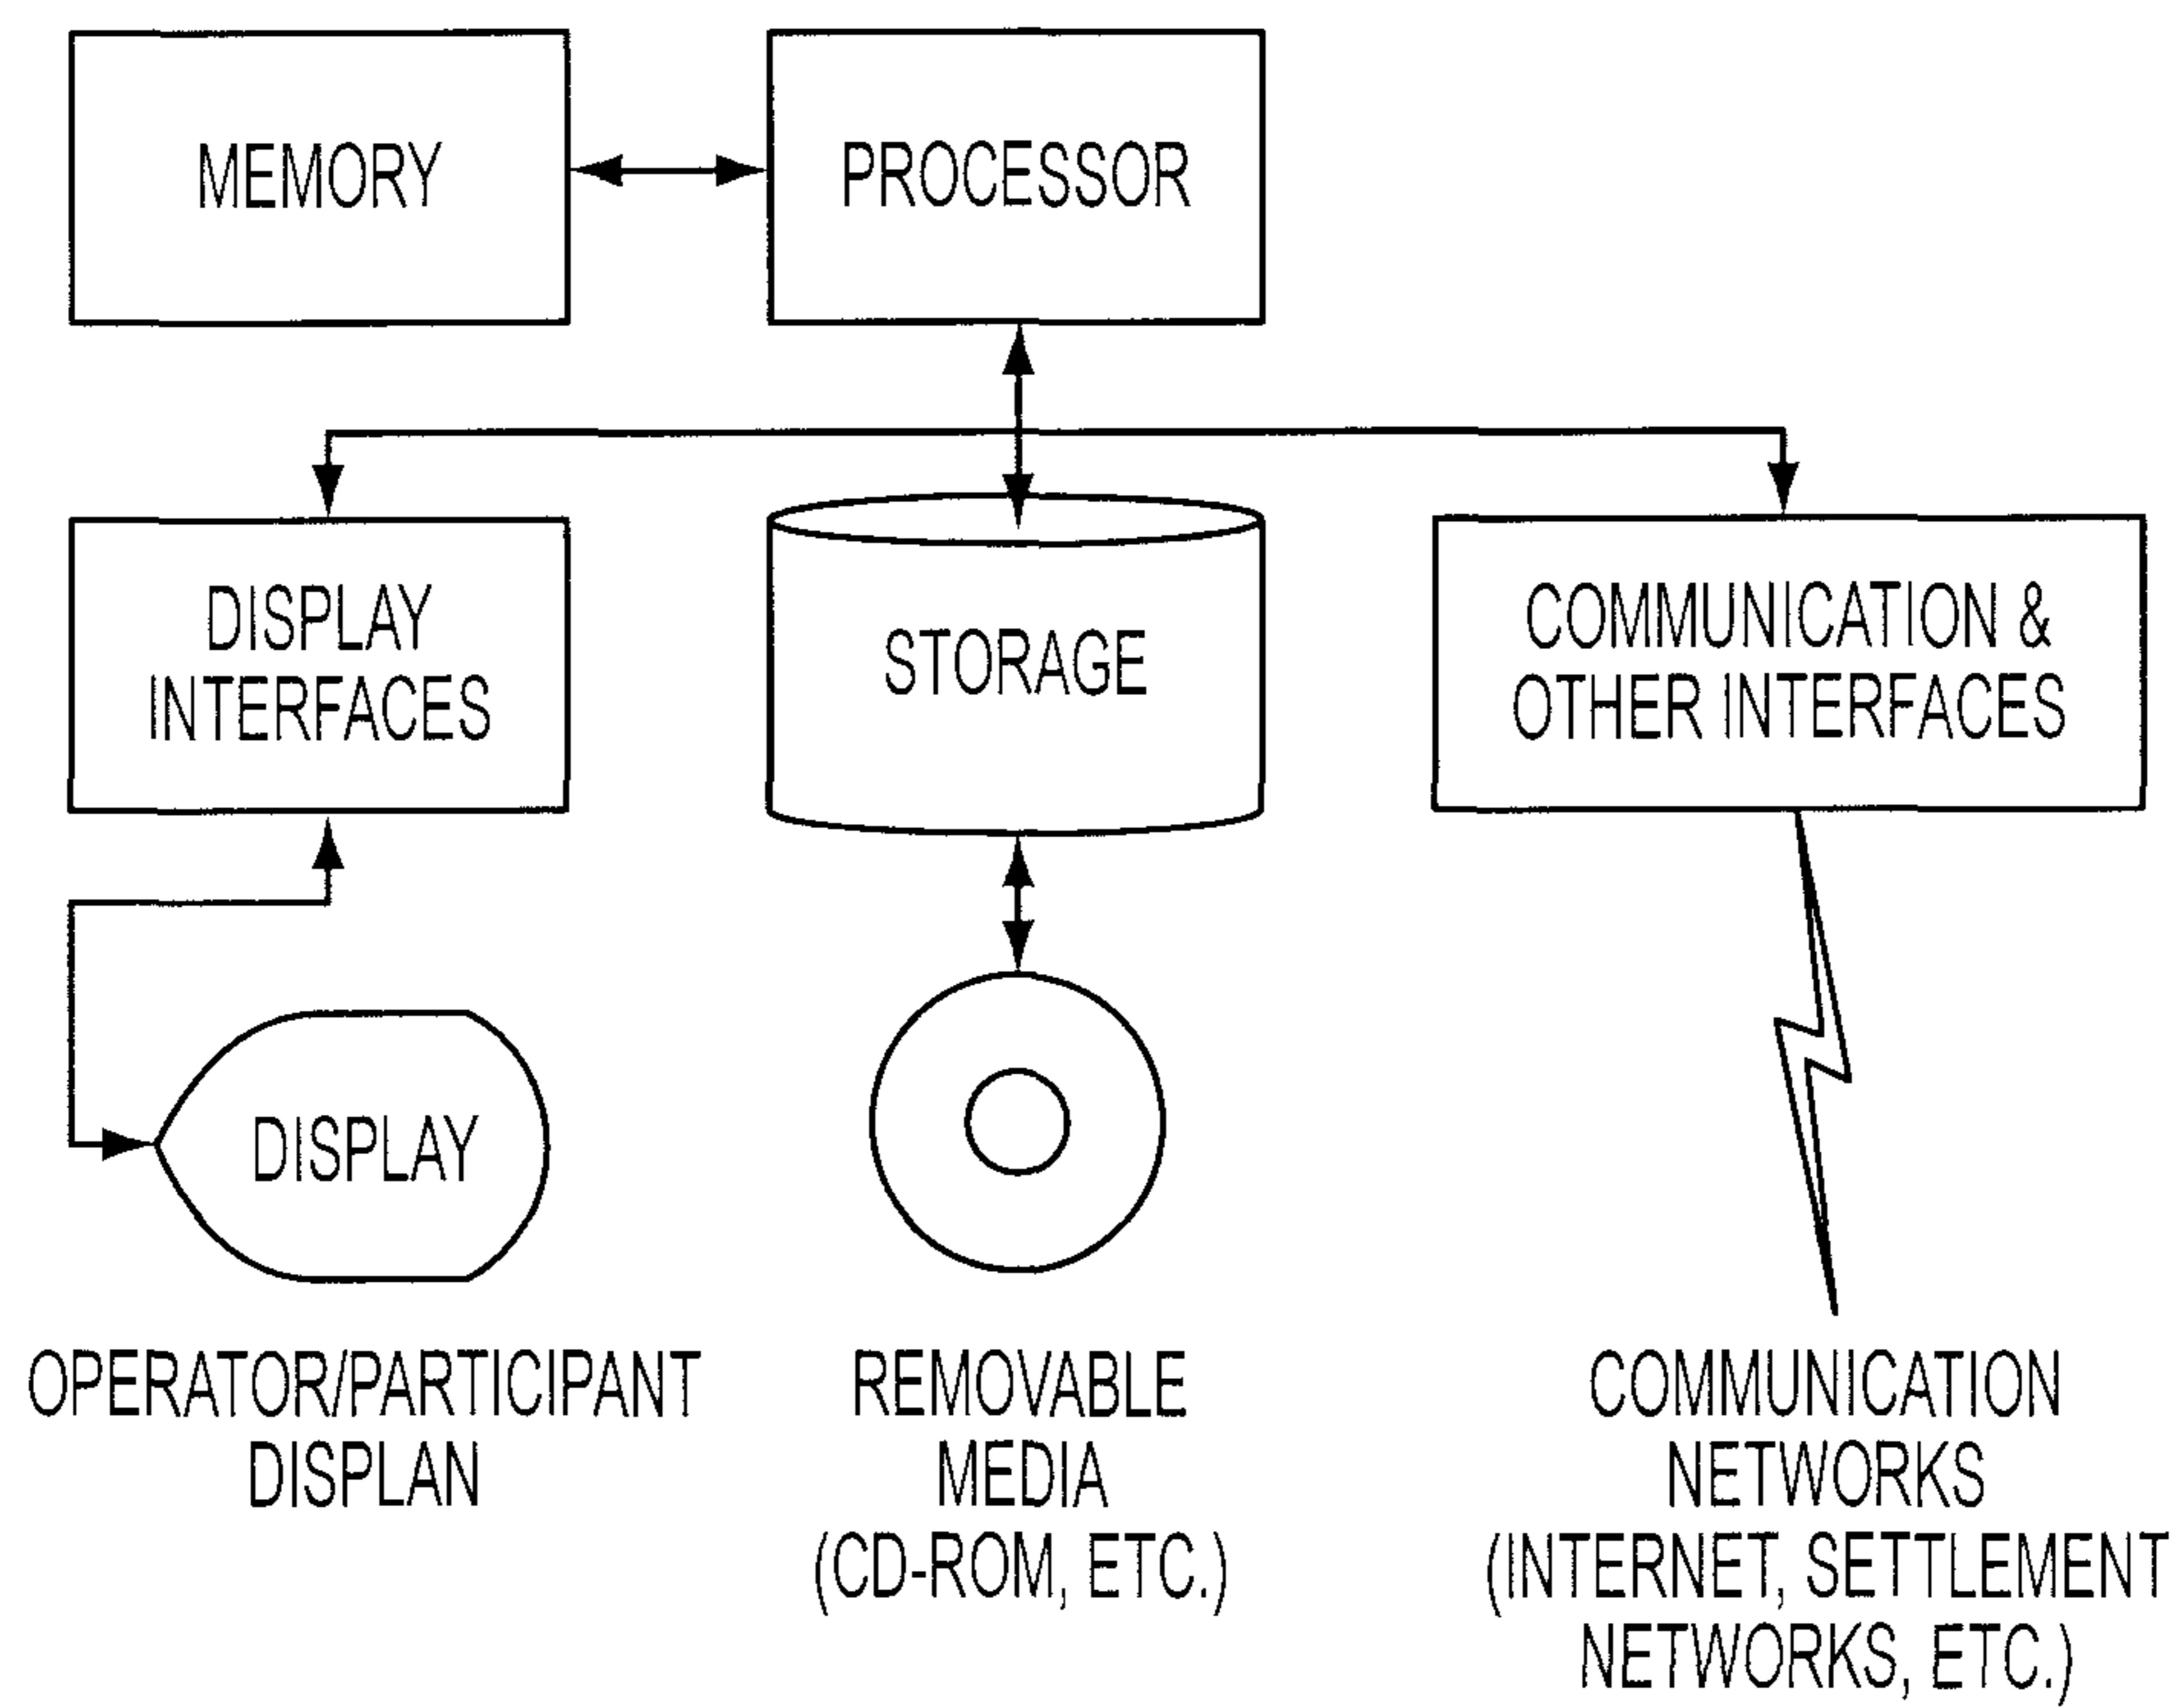 MEMORY
PROCESSOR
DISPLAY
INTERFACES
STORAGE
COMMUNICATION &
OTHER INTERFACES
DISPLAY
OPERATOR/PARTICIPANT
DISPLAN
REMOVABLE
MEDIA
(CD-ROM, ETC.)
COMMUNICATION
NETWORKS
(INTERNET, SETTLEMENT
NETWORKS, ETC.)